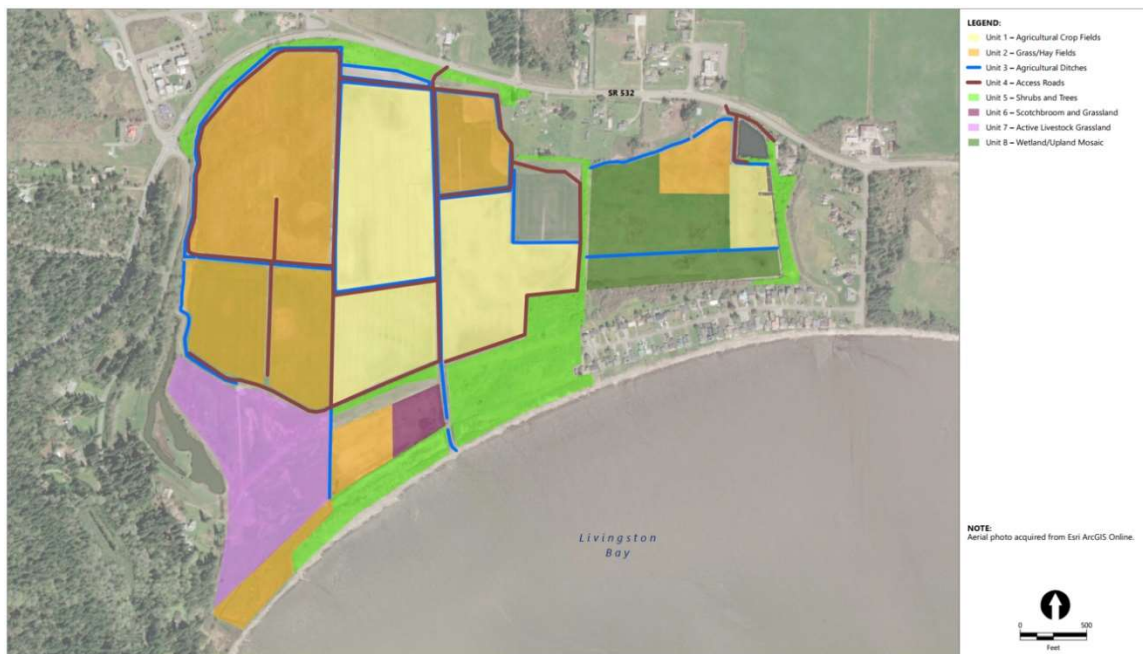 SR 532
Livingston
Bay
LEGEND:
Unit 1 – Agricultural Crop Fields
Unit 2 – Grass/Hay Fields
Unit 3 – Agricultural Ditches
Unit 4 – Access Roads
Unit 5 – Shrubs and Trees
Unit 6 – Scotchbroom and Grassland
Unit 7 – Active Livestock Grassland
Unit 8 – Wetland/Upland Mosaic
NOTE:
Aerial photo acquired from Esri ArcGIS Online.
0 500
Feet